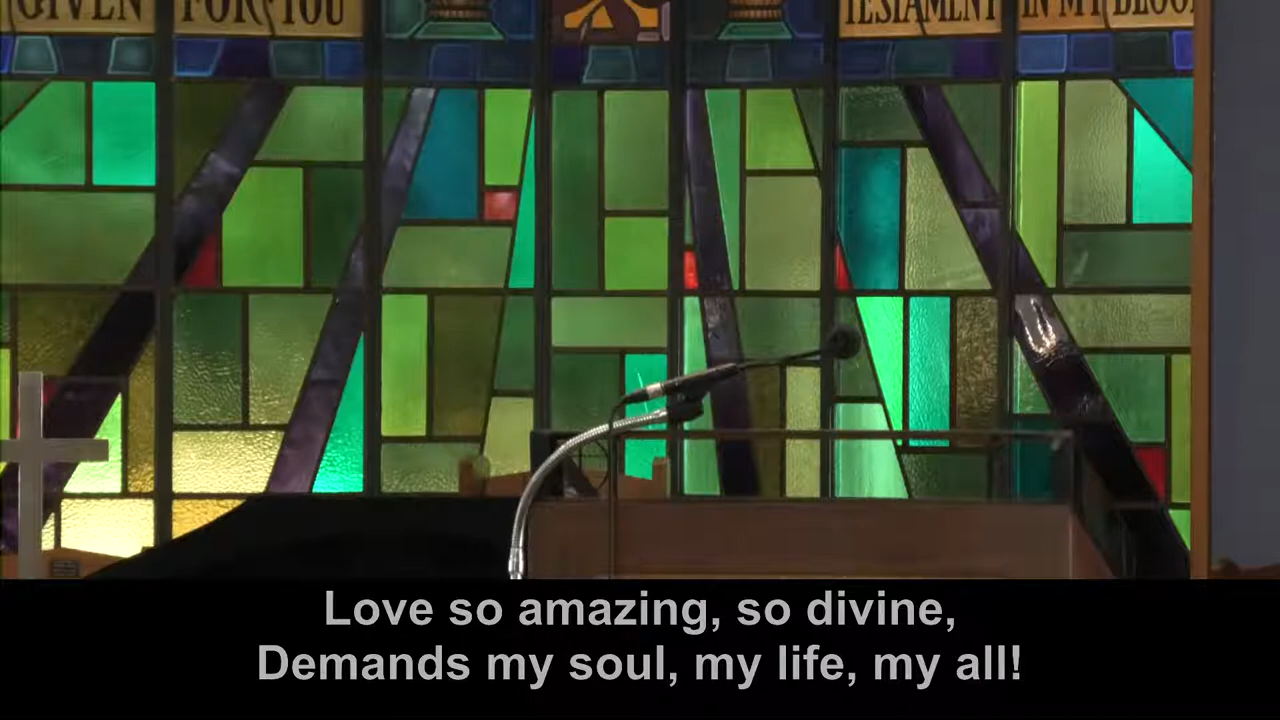 GIVEN FOR YOU
TESTAMENT IN MY BLOOD
Love so amazing, so divine,
Demands my soul, my life, my all!